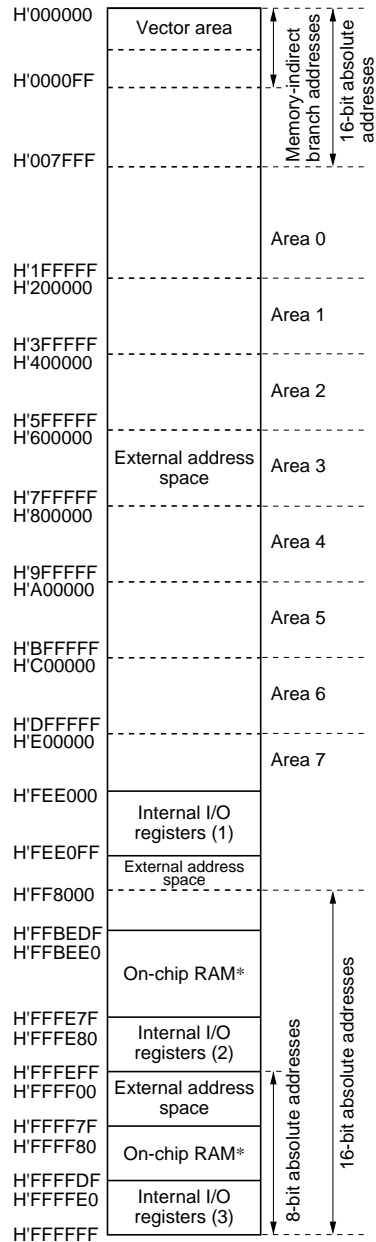 H'000000
Vector area
H'0000FF
Memory-indirect
branch addresses
16-bit absolute
addresses
H'007FFF
Area 0
H'1FFFFF
H'200000
Area 1
H'3FFFFF
H'400000
Area 2
H'5FFFFF
H'600000
External address
space
Area 3
H'7FFFFF
H'800000
Area 4
H'9FFFFF
H'A00000
Area 5
H'BFFFFF
H'C00000
Area 6
H'DFFFFF
H'E00000
Area 7
H'FEE000
Internal I/O
registers (1)
H'FEE0FF
External address
space
H'FF8000
H'FFBEDF
H'FFBEE0
On-chip RAM*
H'FFFE7F
H'FFFE80
Internal I/O
registers (2)
H'FFFEFF
H'FFFF00
External address
space
H'FFFF7F
H'FFFF80
On-chip RAM*
H'FFFFDF
H'FFFFE0
Internal I/O
registers (3)
H'FFFFFF
8-bit absolute addresses
16-bit absolute addresses